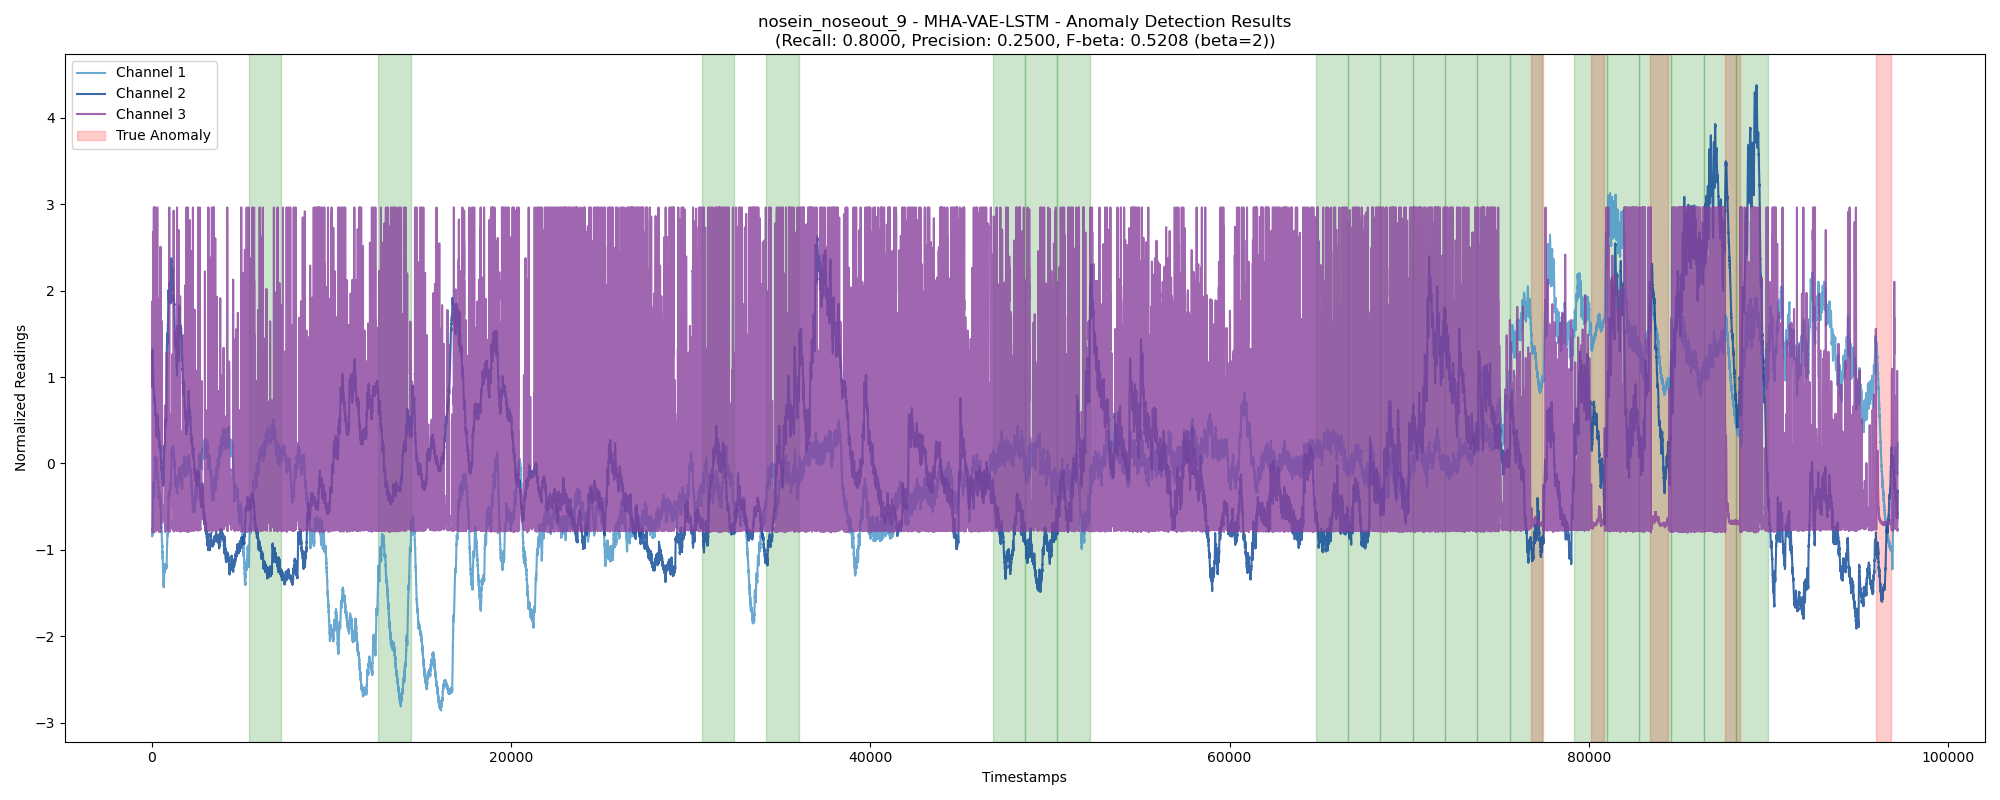 nosein_noseout_9 - MHA-VAE-LSTM - Anomaly Detection Results
(Recall: 0.8000, Precision: 0.2500, F-beta: 0.5208 (beta=2))
Channel 1
Channel 2
Channel 3
True Anomaly
Normalized Readings
4
3
2
1
0
−1
−2
−3
0
20000
40000
60000
80000
100000
Timestamps